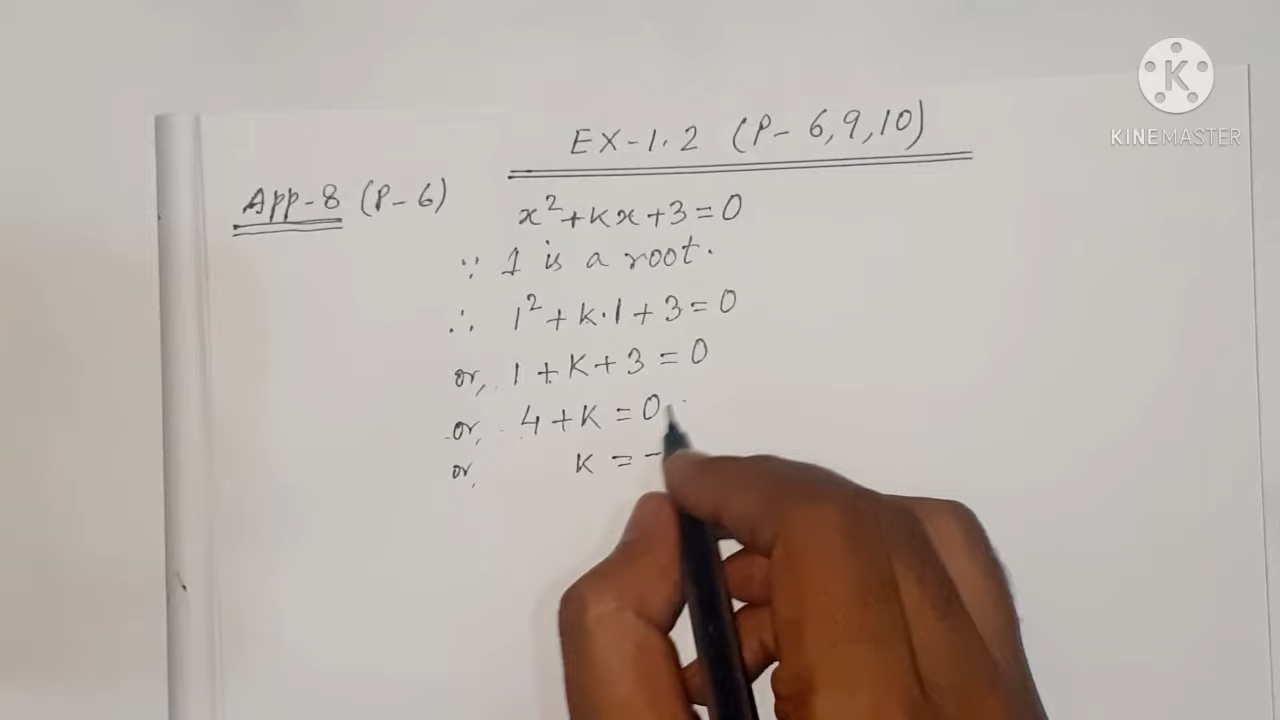 K
KINEMASTER
EX-1.2 (P-6,9,10)
App-8 (P-6)
x²+kx+3=0
∵ 1 is a root.
∴ 1²+k·1+3=0
or, 1+k+3=0
or, 4+k=0
or, k=-